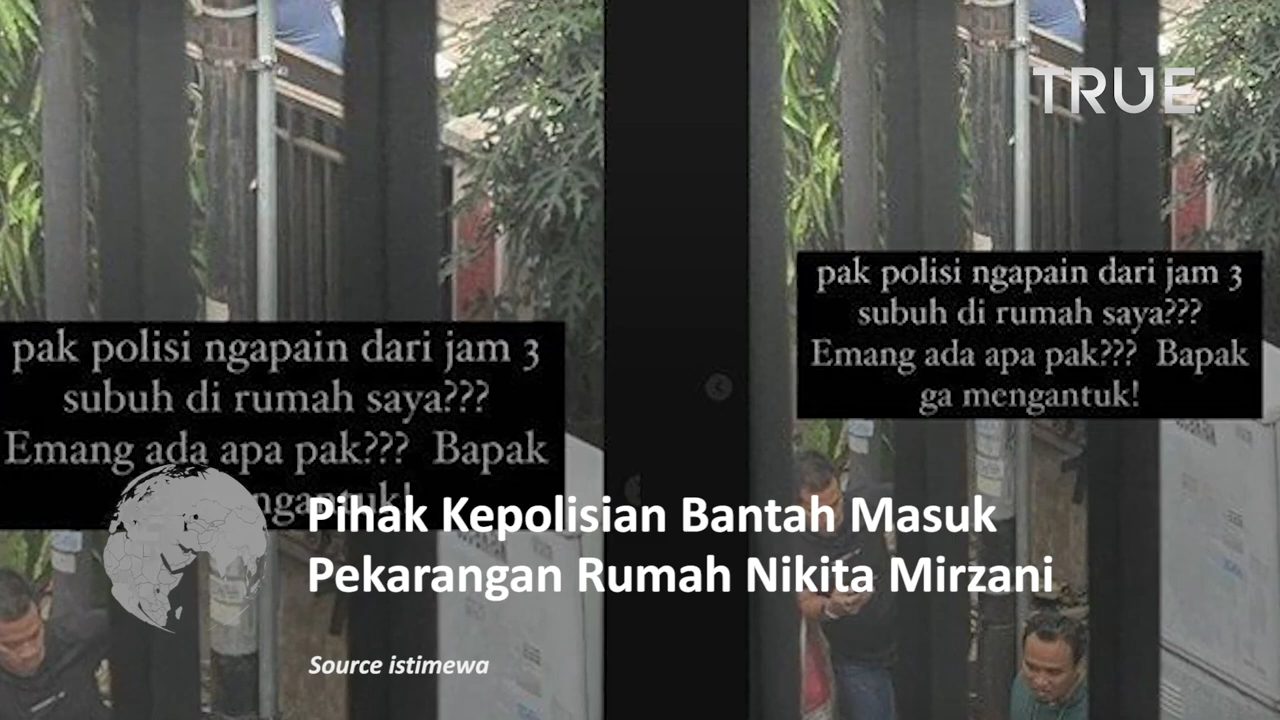 TRUE
pak polisi ngapain dari jam 3
subuh di rumah saya???
Emang ada apa pak??? Bapak
ngantuk!
pak polisi ngapain dari jam 3
subuh di rumah saya???
Emang ada apa pak??? Bapak
ga mengantuk!
Pihak Kepolisian Bantah Masuk
Pekarangan Rumah Nikita Mirzani
Source istimewa